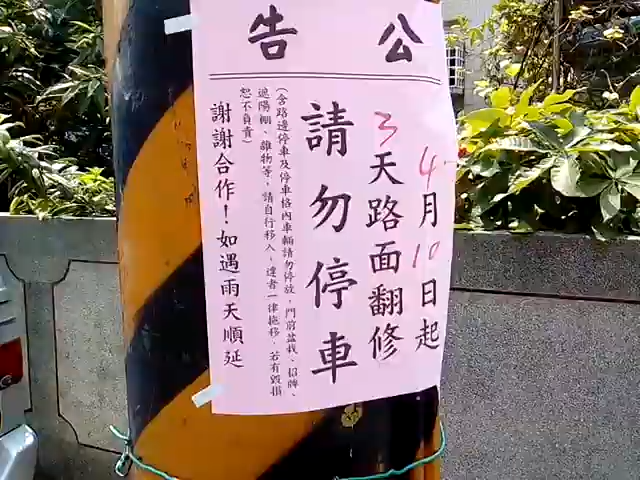 公告
4月10日起
3天路面翻修
請勿停車
(含路邊停車及停車格內車輛請勿停放,門前盆栽、招牌、
遮陽棚、雜物等,請自行移入,違者一律拖移,若有毀損
恕不負責)
謝謝合作!如遇雨天順延